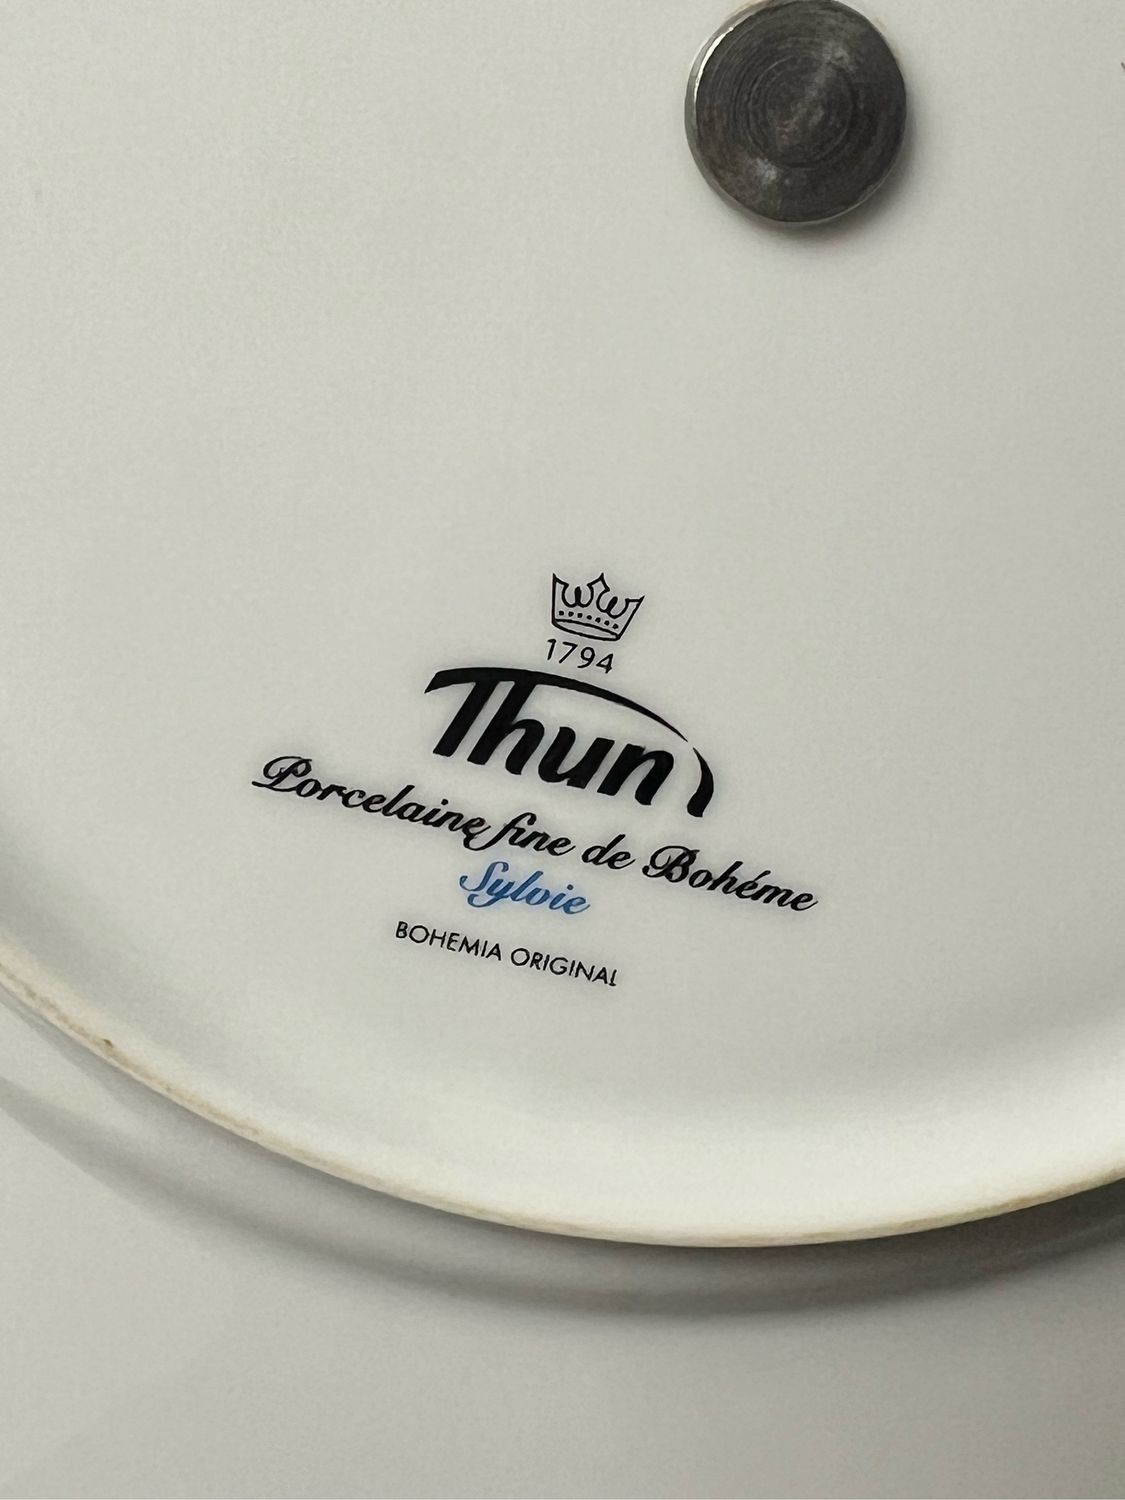 1794
Thun
Porcelaine fine de Bohéme
Sylvie
BOHEMIA ORIGINAL